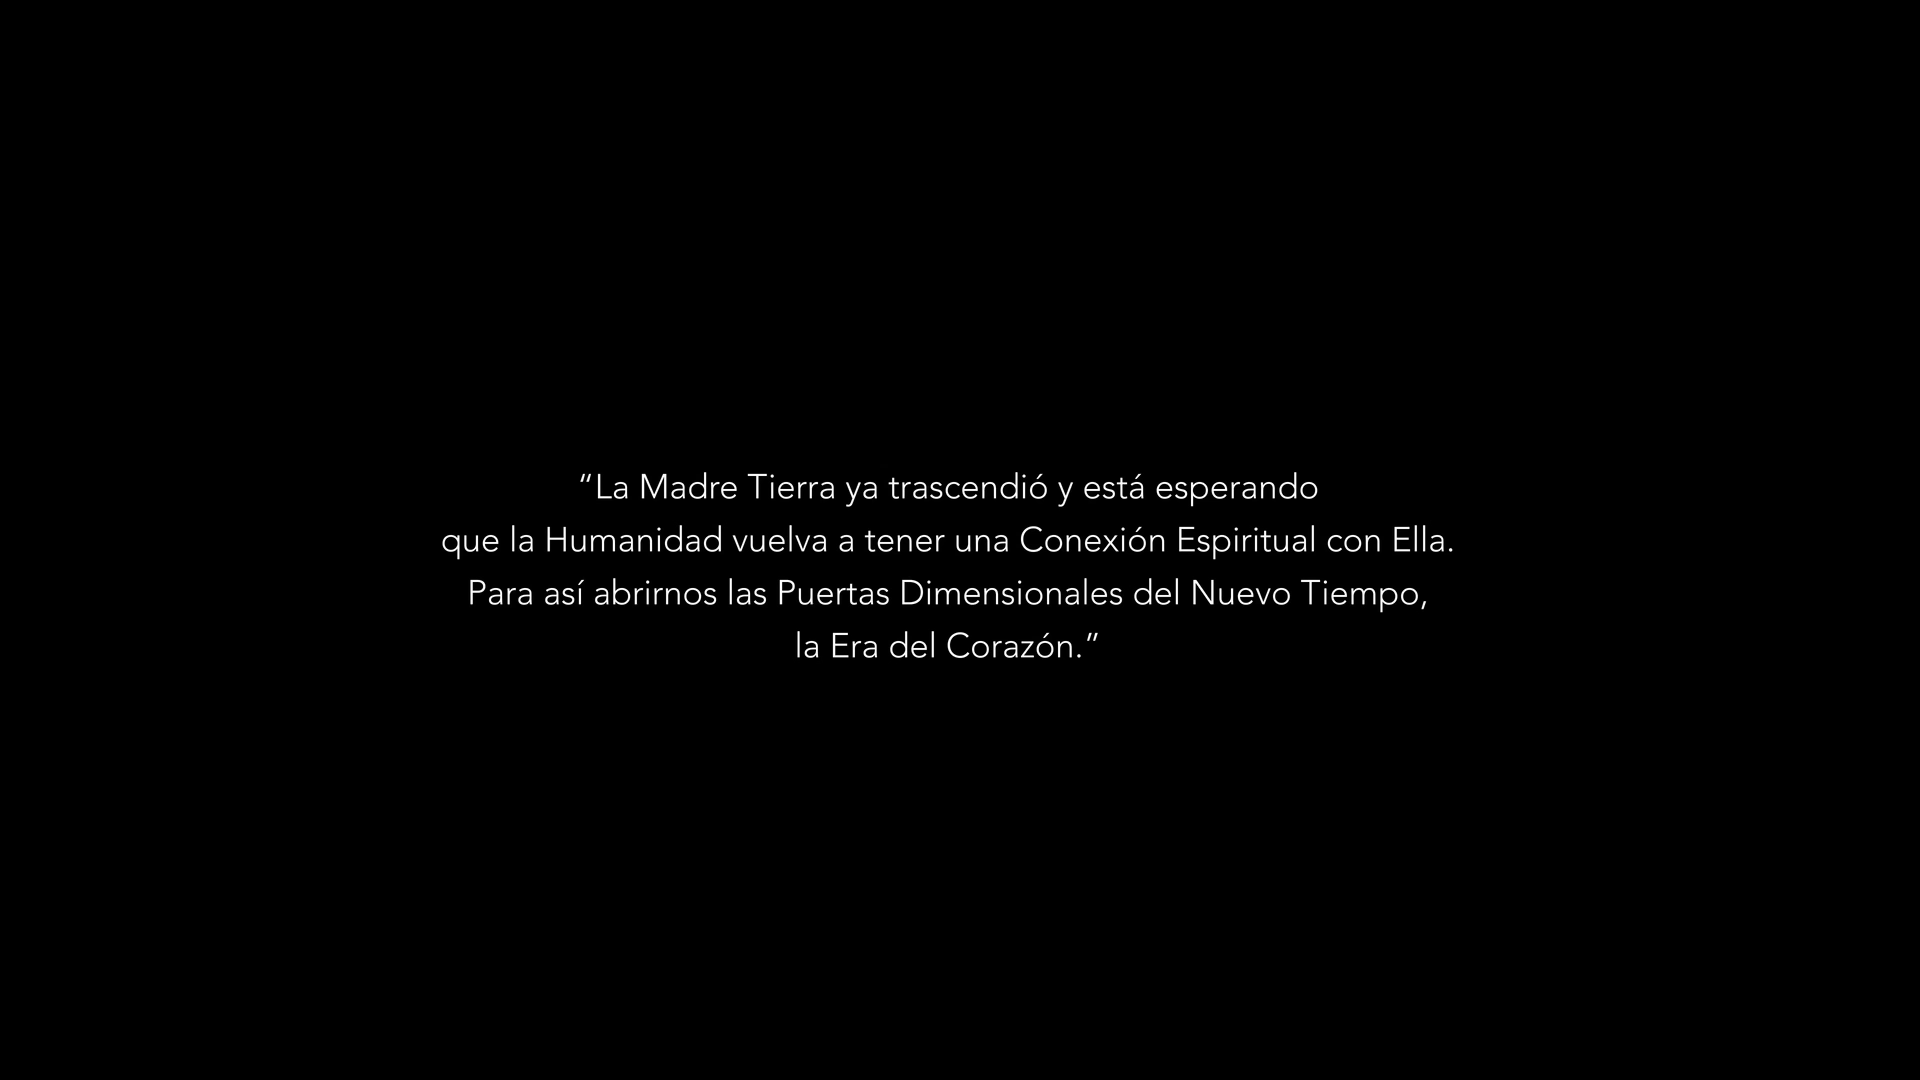 “La Madre Tierra ya trascendió y está esperando
que la Humanidad vuelva a tener una Conexión Espiritual con Ella.
Para así abrirnos las Puertas Dimensionales del Nuevo Tiempo,
la Era del Corazón.”